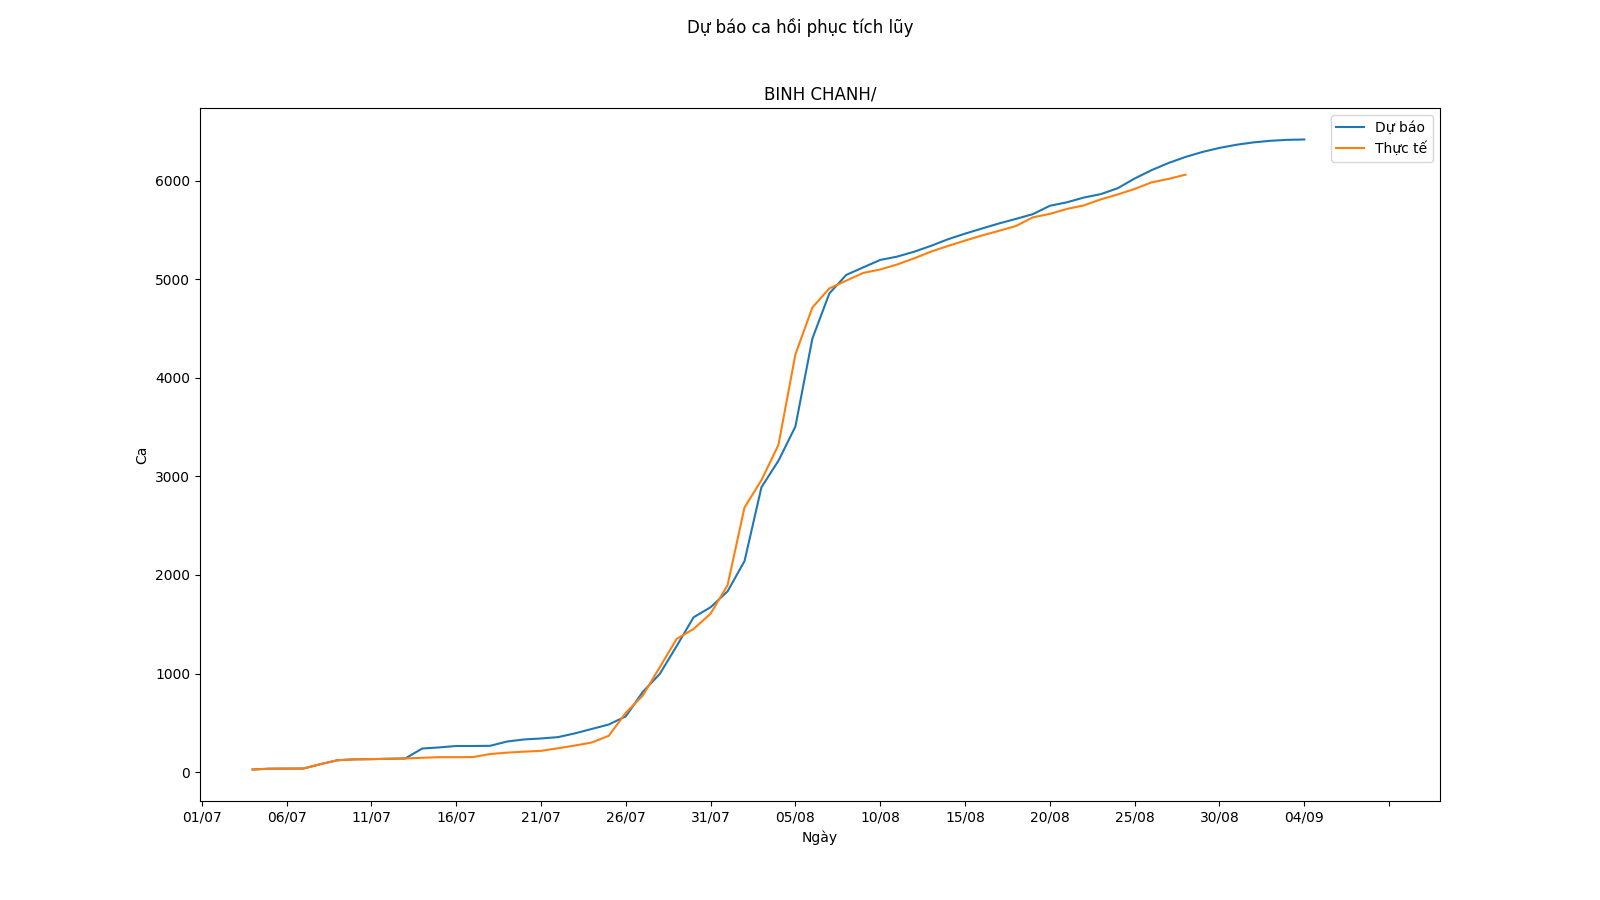 Dự báo ca hồi phục tích lũy
BINH CHANH/
Dự báo
Thực tế
6000
5000
4000
3000
2000
1000
0
Ca
01/07 06/07 11/07 16/07 21/07 26/07 31/07 05/08 10/08 15/08 20/08 25/08 30/08 04/09
Ngày